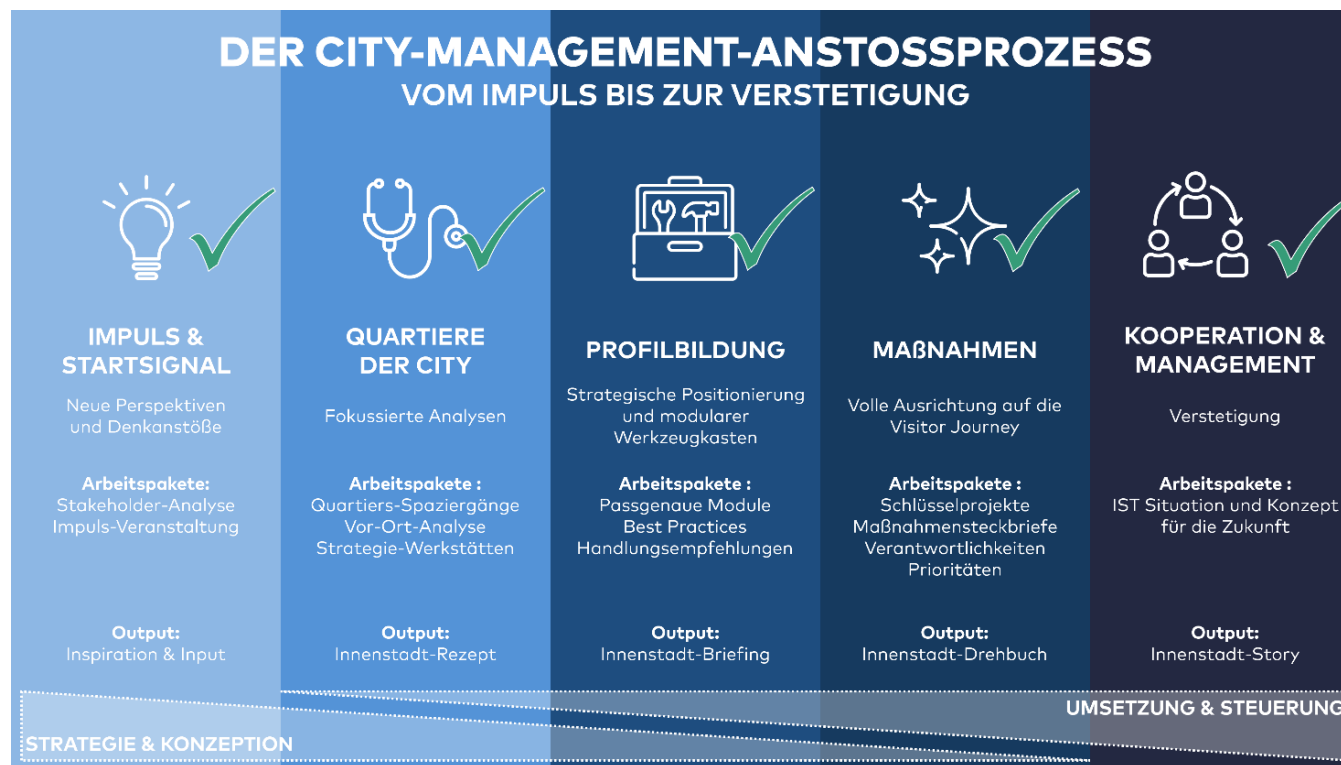 DER CITY-MANAGEMENT-ANSTOSSPROZESS
VOM IMPULS BIS ZUR VERSTETIGUNG
IMPULS &
STARTSIGNAL
Neue Perspektiven
und Denkanstöße
Arbeitspakete:
Stakeholder-Analyse
Impuls-Veranstaltung
Output:
Inspiration & Input
QUARTIERE
DER CITY
Fokussierte Analysen
Arbeitspakete :
Quartiers-Spaziergänge
Vor-Ort-Analyse
Strategie-Werkstätten
Output:
Innenstadt-Rezept
PROFILBILDUNG
Strategische Positionierung
und modularer
Werkzeugkasten
Arbeitspakete :
Passgenaue Module
Best Practices
Handlungsempfehlungen
Output:
Innenstadt-Briefing
MAßNAHMEN
Volle Ausrichtung auf die
Visitor Journey
Arbeitspakete :
Schlüsselprojekte
Maßnahmensteckbriefe
Verantwortlichkeiten
Prioritäten
Output:
Innenstadt-Drehbuch
KOOPERATION &
MANAGEMENT
Verstetigung
Arbeitspakete :
IST Situation und Konzept
für die Zukunft
Output:
Innenstadt-Story
UMSETZUNG & STEUERUNG
STRATEGIE & KONZEPTION